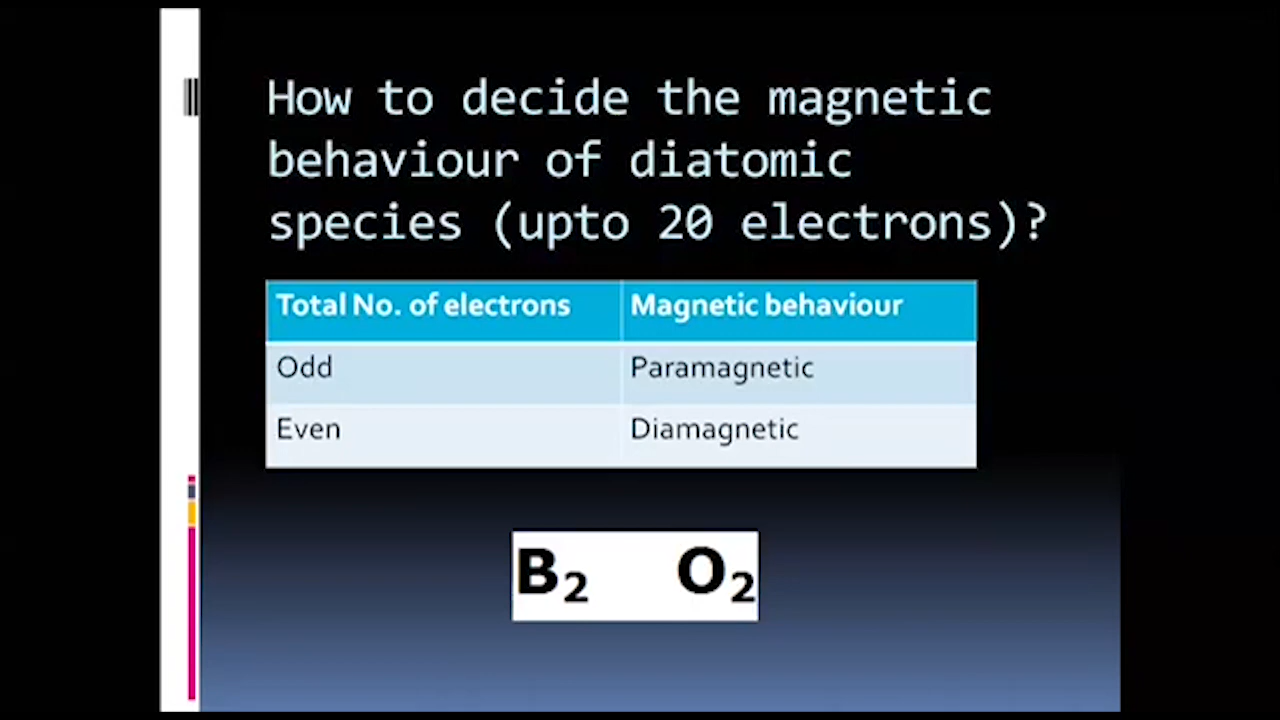 How to decide the magnetic
behaviour of diatomic
species (upto 20 electrons)?
Total No. of electrons Magnetic behaviour
Odd Paramagnetic
Even Diamagnetic
B₂ O₂